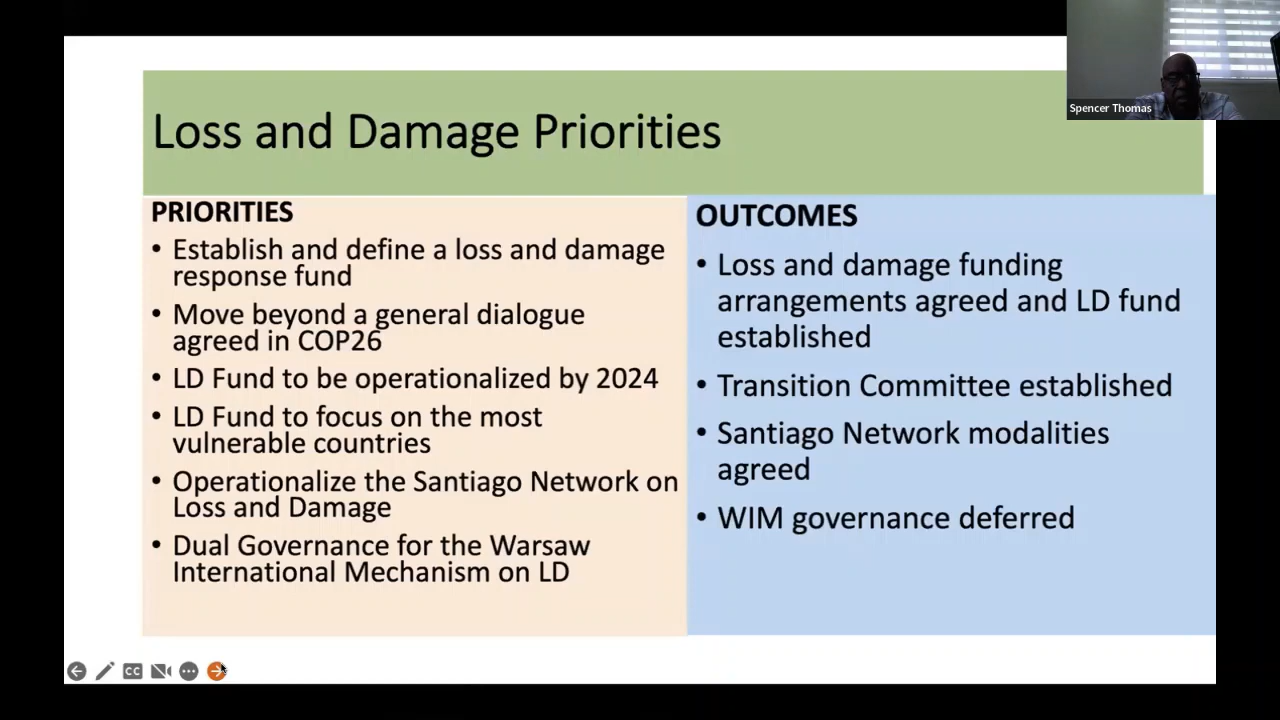 Spencer Thomas
Loss and Damage Priorities
PRIORITIES
• Establish and define a loss and damage
response fund
• Move beyond a general dialogue
agreed in COP26
• LD Fund to be operationalized by 2024
• LD Fund to focus on the most
vulnerable countries
• Operationalize the Santiago Network on
Loss and Damage
• Dual Governance for the Warsaw
International Mechanism on LD
OUTCOMES
• Loss and damage funding
arrangements agreed and LD fund
established
• Transition Committee established
• Santiago Network modalities
agreed
• WIM governance deferred
CC